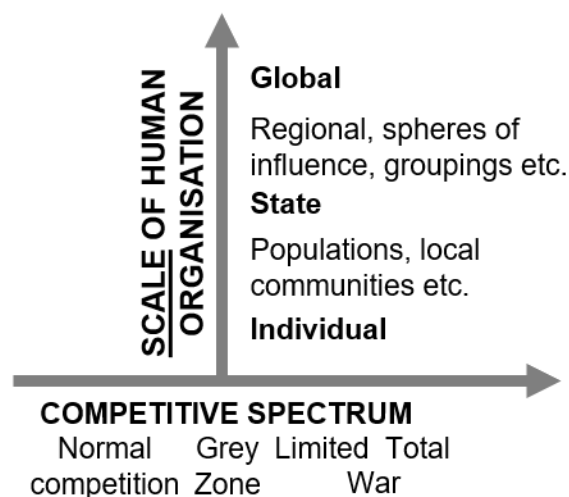 SCALE OF HUMAN
ORGANISATION
Global
Regional, spheres of
influence, groupings etc.
State
Populations, local
communities etc.
Individual
COMPETITIVE SPECTRUM
Normal Grey Limited Total
competition Zone War